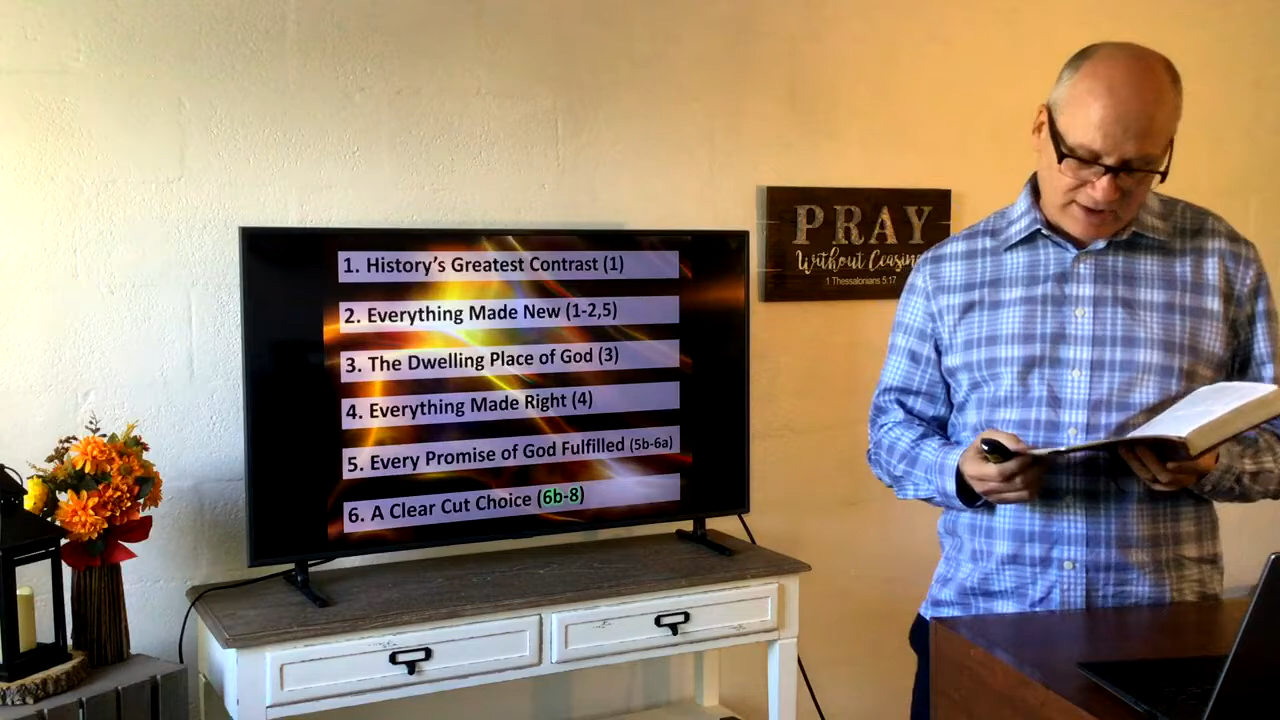 1. History's Greatest Contrast (1)
2. Everything Made New (1-2,5)
3. The Dwelling Place of God (3)
4. Everything Made Right (4)
5. Every Promise of God Fulfilled (5b-6a)
6. A Clear Cut Choice (6b-8)
PRAY
Without Ceasing
1 Thessalonians 5:17